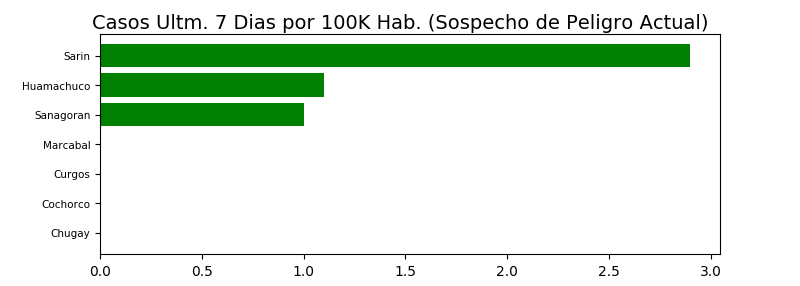 Casos Ultm. 7 Dias por 100K Hab. (Sospecho de Peligro Actual)
Sarin
Huamachuco
Sanagoran
Marcabal
Curgos
Cochorco
Chugay
0.0 0.5 1.0 1.5 2.0 2.5 3.0